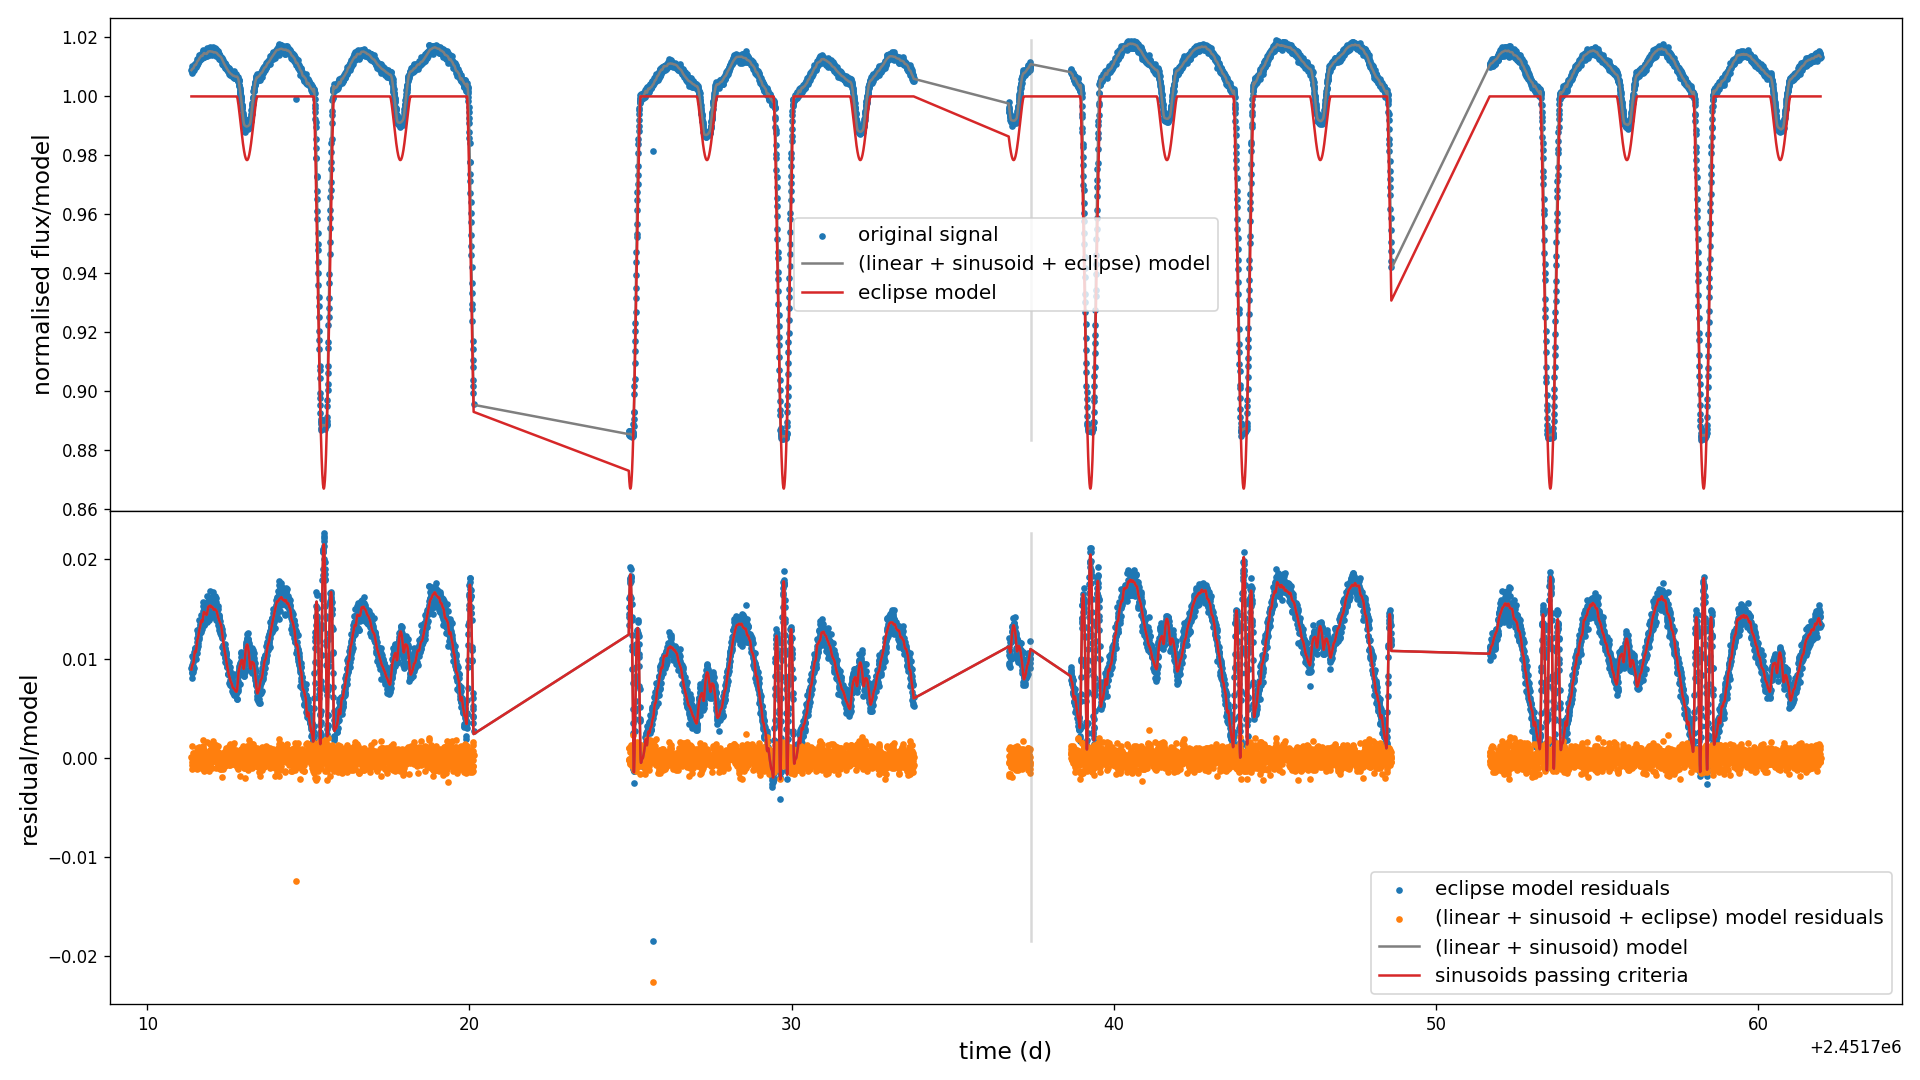 normalised flux/model
1.02
1.00
0.98
0.96
0.94
0.92
0.90
0.88
0.86
original signal
(linear + sinusoid + eclipse) model
eclipse model
residual/model
0.02
0.01
0.00
−0.01
−0.02
eclipse model residuals
(linear + sinusoid + eclipse) model residuals
(linear + sinusoid) model
sinusoids passing criteria
10 20 30 40 50 60
time (d)
+2.4517e6